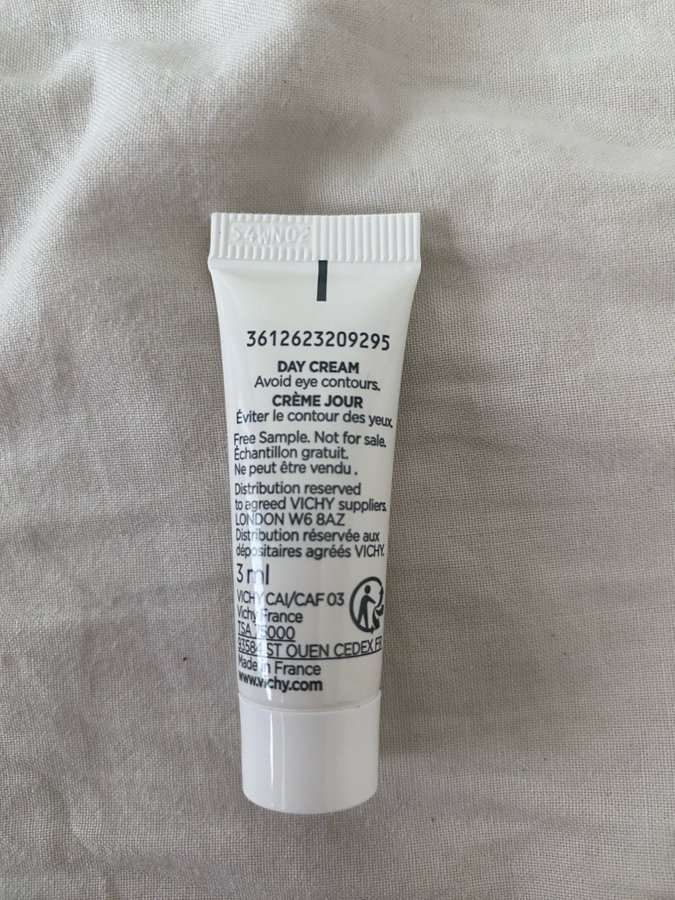 54WN02
3612623209295
DAY CREAM
Avoid eye contours.
CRÈME JOUR
Éviter le contour des yeux.
Free Sample. Not for sale.
Échantillon gratuit.
Ne peut être vendu .
Distribution reserved
to agreed VICHY suppliers.
LONDON W6 8AZ
Distribution réservée aux
dépositaires agréés VICHY.
3 ml
VICHY CAI/CAF 03
Vichy France
TSA 75000
93584 ST OUEN CEDEX FR
Made in France
www.vichy.com